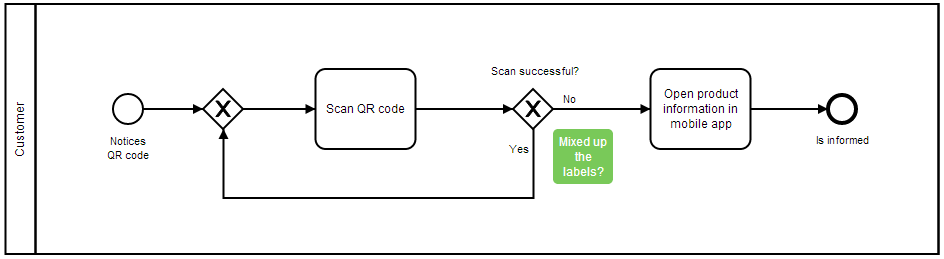 Customer
Notices
QR code
Scan QR code
Scan successful?
No
Yes
Mixed up
the
labels?
Open product
information in
mobile app
Is informed